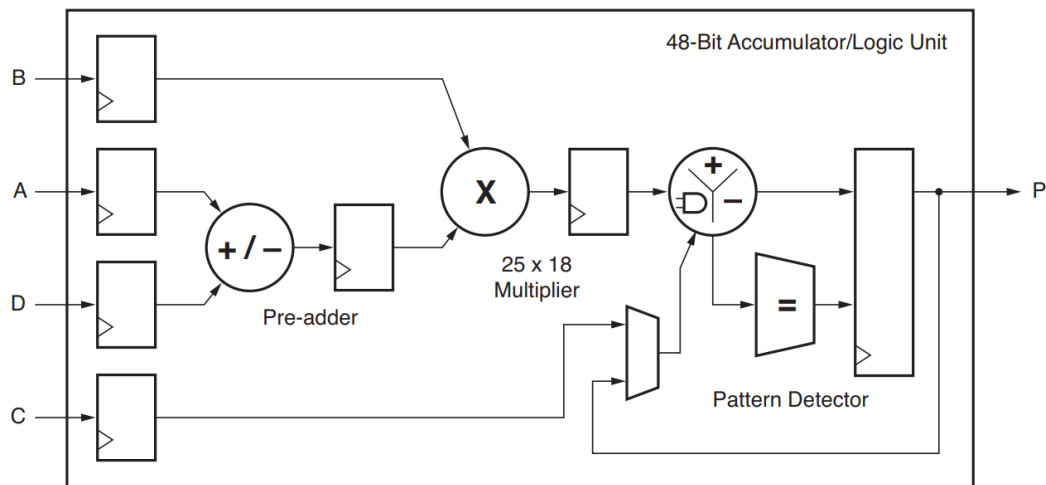 48-Bit Accumulator/Logic Unit
B
A
+
–
P
X
+ / –
25 x 18
Multiplier
D
=
Pre-adder
Pattern Detector
C